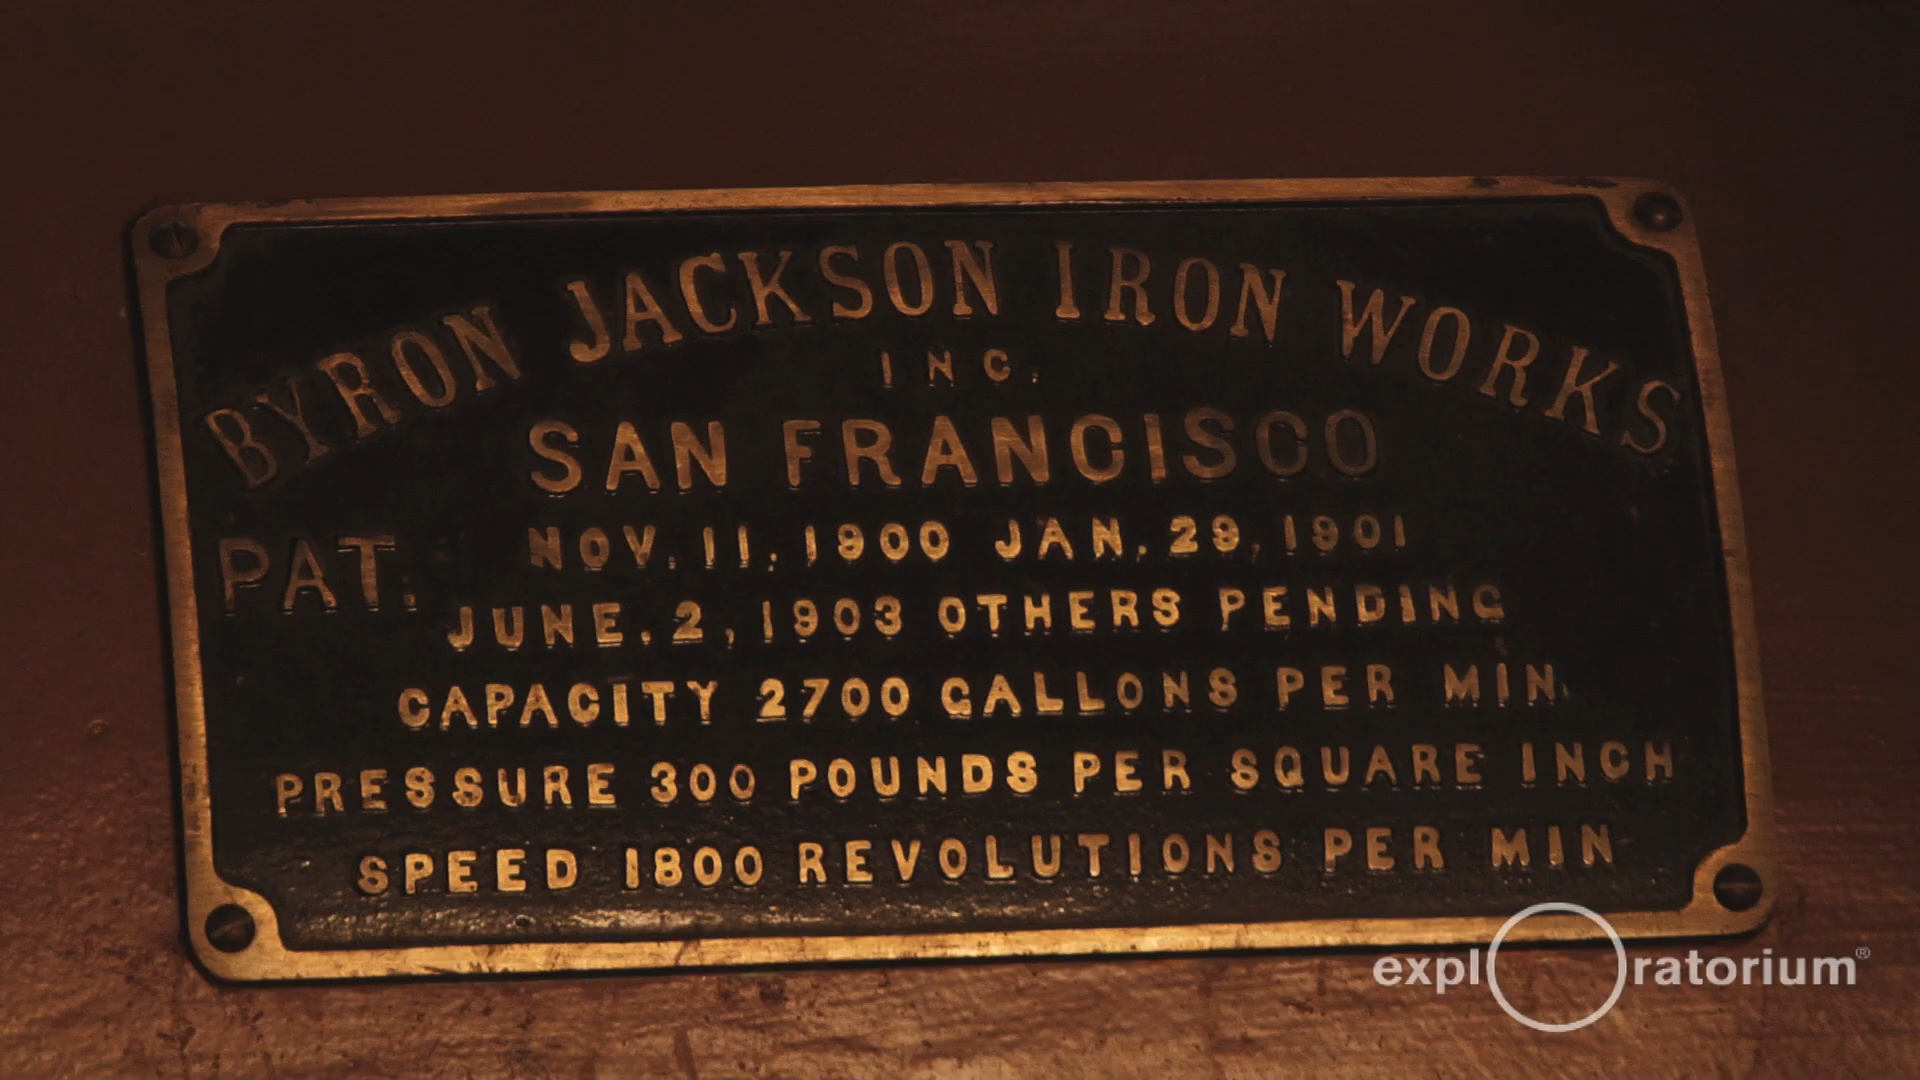 BYRON JACKSON IRON WORKS
INC.
SAN FRANCISCO
PAT. NOV. 11, 1900 JAN. 29, 1901
JUNE. 2, 1903 OTHERS PENDING
CAPACITY 2700 GALLONS PER MIN.
PRESSURE 300 POUNDS PER SQUARE INCH
SPEED 1800 REVOLUTIONS PER MIN
exploratorium®